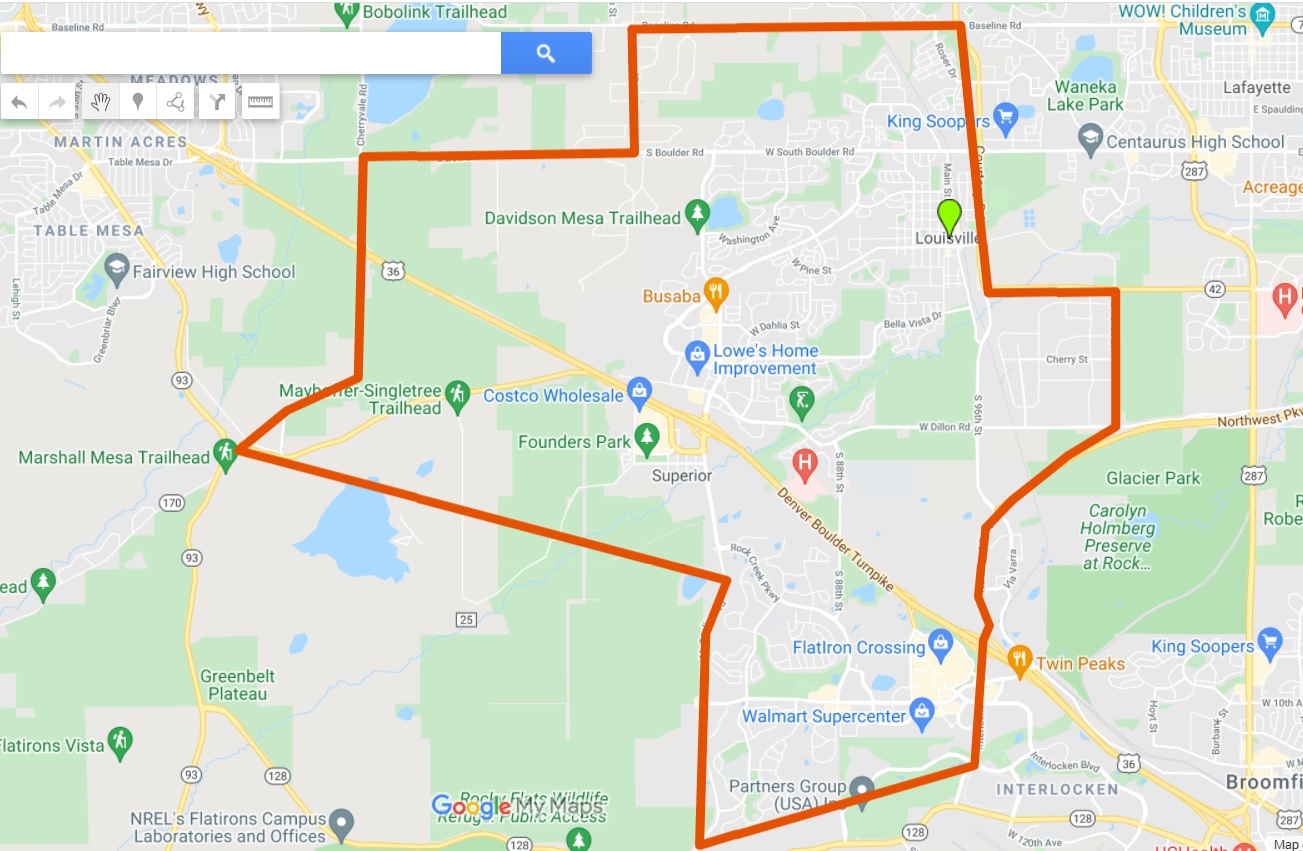 Bobolink Trailhead
Baseline Rd
Baseline Rd
WOW! Children's
Museum
Roser Dr
Waneka
Lake Park
Lafayette
MEADOWS
Cherryvale Rd
King Soopers
E Spaulding
MARTIN ACRES
Centaurus High School
Table Mesa Dr
Table Mesa Dr
S Boulder Rd
W South Boulder Rd
Main St
287
Acreage
TABLE MESA
Davidson Mesa Trailhead
Washington Ave
Louisville
Fairview High School
36
W Pine St
Lehigh St
Greenbriar Blvd
Busaba
42
H
W Dahlia St
Bella Vista Dr
Lowe's Home
Improvement
Cherry St
93
Mayhoffer-Singletree
Trailhead
Costco Wholesale
S 96th St
W Dillon Rd
Northwest Pkwy
Founders Park
Marshall Mesa Trailhead
H
S 88th St
Superior
Glacier Park
287
170
Denver Boulder Turnpike
Carolyn
Holmberg
Preserve
at Rock...
Robe
93
Rock Creek Pkwy
S 88th St
Via Varra
ead
25
FlatIron Crossing
Twin Peaks
King Soopers
Greenbelt
Plateau
Walmart Supercenter
W 10th A
Hoyt St
Burbank St
Flatirons Vista
93
128
Interlocken Blvd
36
Broomfi
Partners Group
(USA) In
INTERLOCKEN
Rocky Flats Wildlife
Refuge Public Access
Google My Maps
NREL's Flatirons Campus
Laboratories and Offices
128
128
128
W 120th Ave
287
UCHealth
Map